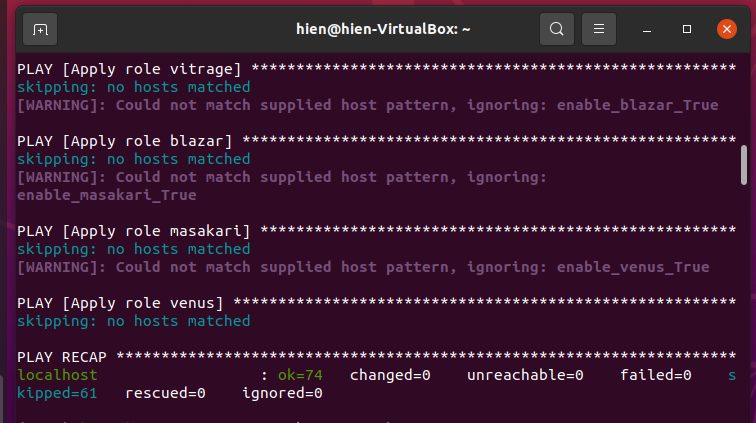 hien@hien-VirtualBox: ~
PLAY [Apply role vitrage] ******************************************************
skipping: no hosts matched
[WARNING]: Could not match supplied host pattern, ignoring: enable_blazar_True
PLAY [Apply role blazar] *******************************************************
skipping: no hosts matched
[WARNING]: Could not match supplied host pattern, ignoring:
enable_masakari_True
PLAY [Apply role masakari] *****************************************************
skipping: no hosts matched
[WARNING]: Could not match supplied host pattern, ignoring: enable_venus_True
PLAY [Apply role venus] ********************************************************
skipping: no hosts matched
PLAY RECAP *********************************************************************
localhost                  : ok=74   changed=0    unreachable=0    failed=0    s
kipped=61   rescued=0    ignored=0